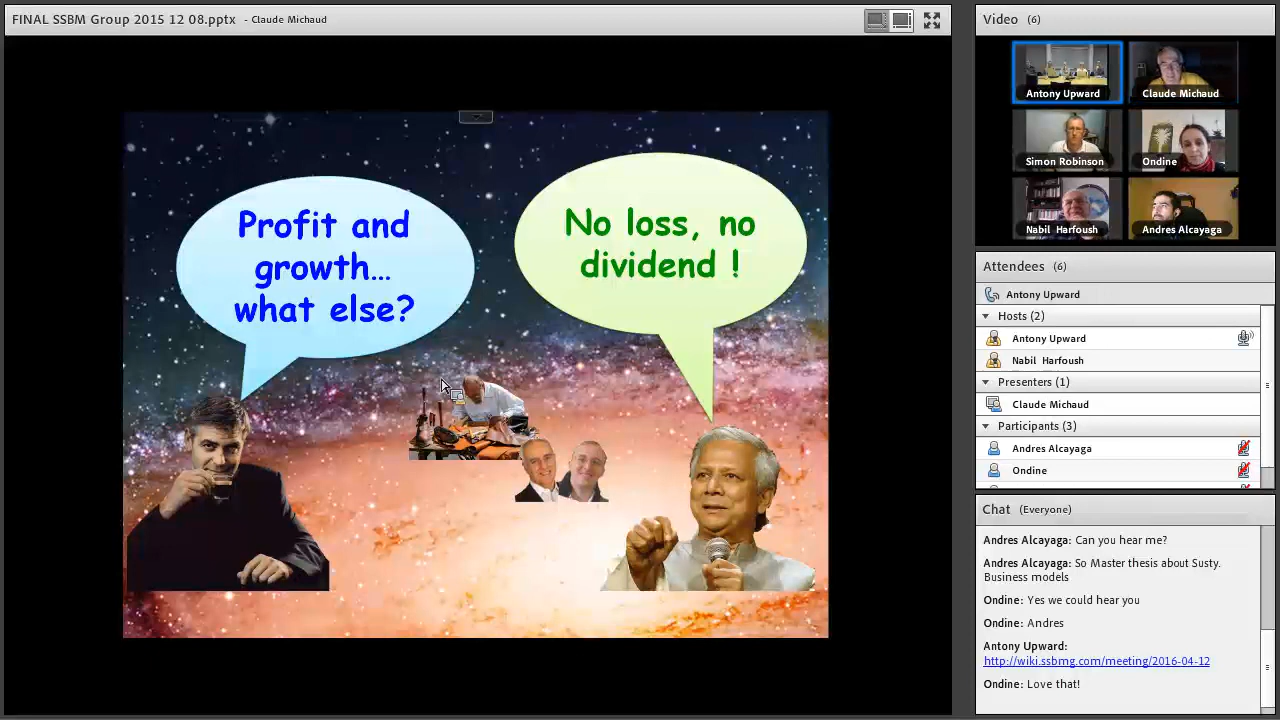 FINAL SSBM Group 2015 12 08.pptx - Claude Michaud
Profit and
growth...
what else?
No loss, no
dividend !
Video (6)
Antony Upward
Claude Michaud
Simon Robinson
Ondine
Nabil Harfoush
Andres Alcayaga
Attendees (6)
Antony Upward
Hosts (2)
Antony Upward
Nabil Harfoush
Presenters (1)
Claude Michaud
Participants (3)
Andres Alcayaga
Ondine
Chat (Everyone)
Andres Alcayaga: Can you hear me?
Andres Alcayaga: So Master thesis about Susty.
Business models
Ondine: Yes we could hear you
Ondine: Andres
Antony Upward:
http://wiki.ssbmg.com/meeting/2016-04-12
Ondine: Love that!